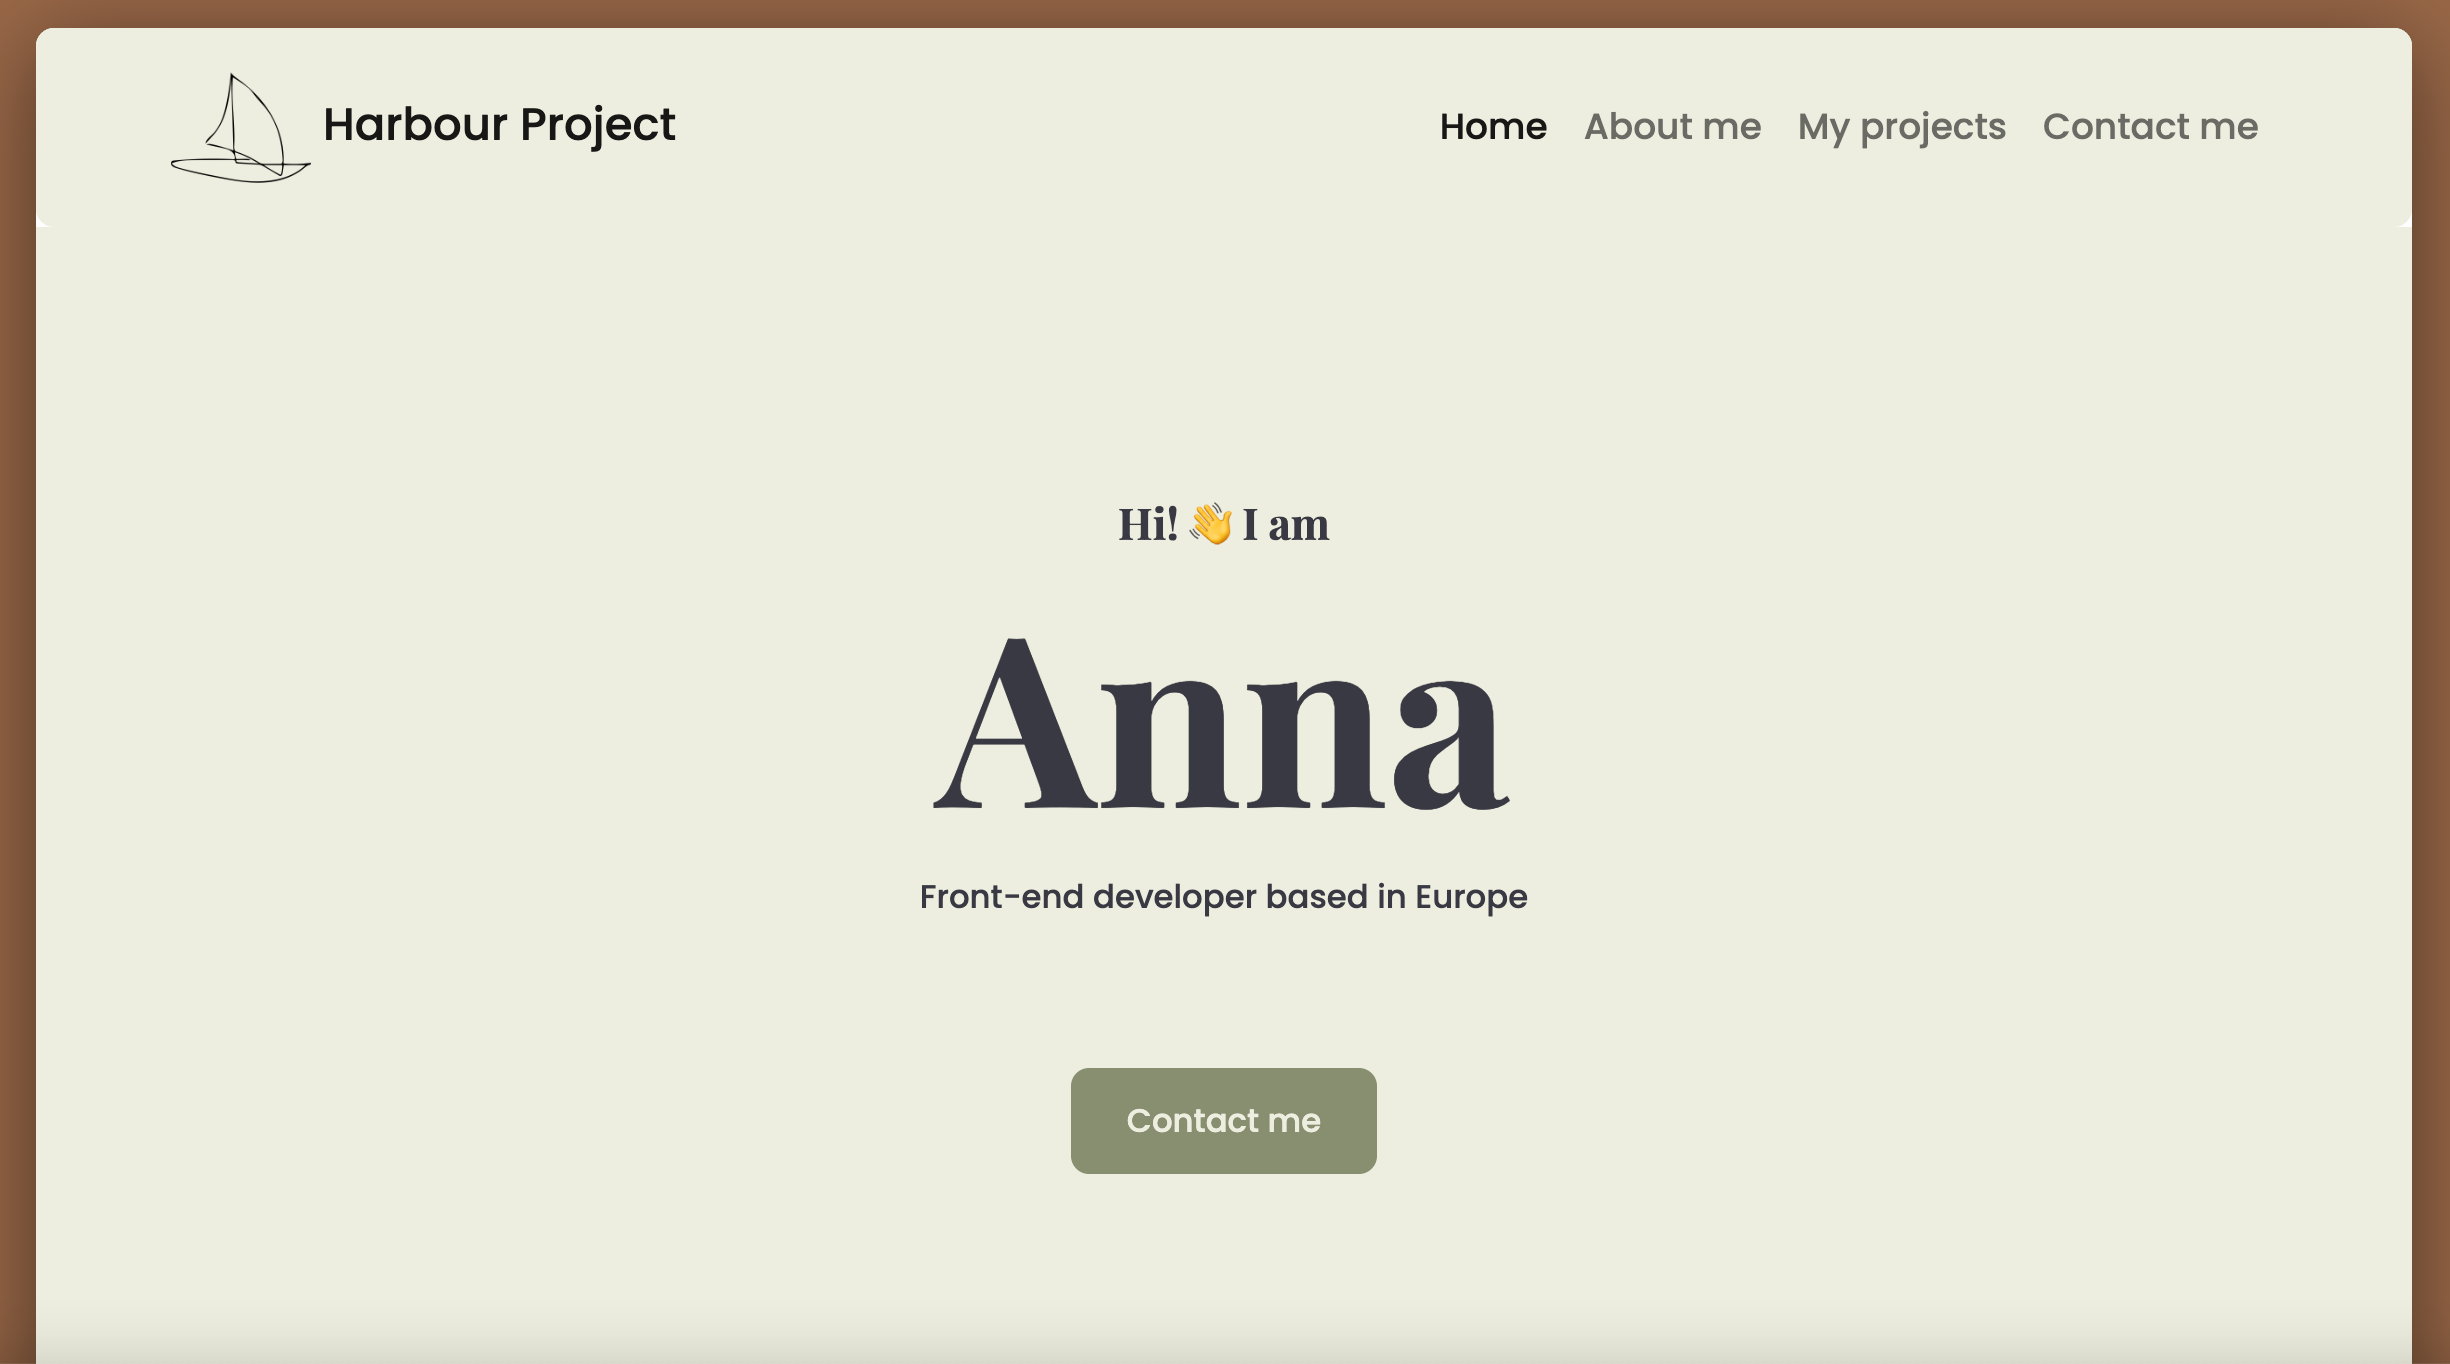 Harbour Project
Home About me My projects Contact me
Hi! 👋 I am
Anna
Front-end developer based in Europe
Contact me